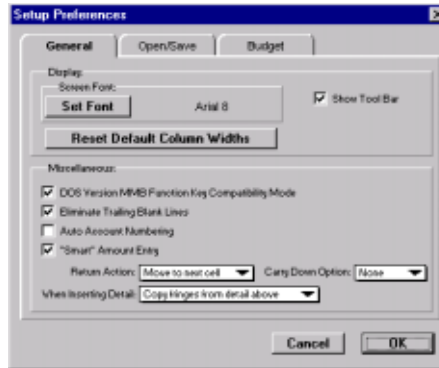 Setup Preferences
General Open/Save Budget
Display:
Screen Font:
Set Font Arial 8 Show Tool Bar
Reset Default Column Widths
Miscellaneous:
DOS Version MMB Function Key Compatibility Mode
Eliminate Trailing Blank Lines
Auto Account Numbering
"Smart" Amount Entry
Return Action: Move to next cell Carry Down Option: None
When Inserting Detail: Copy fringes from detail above
Cancel OK